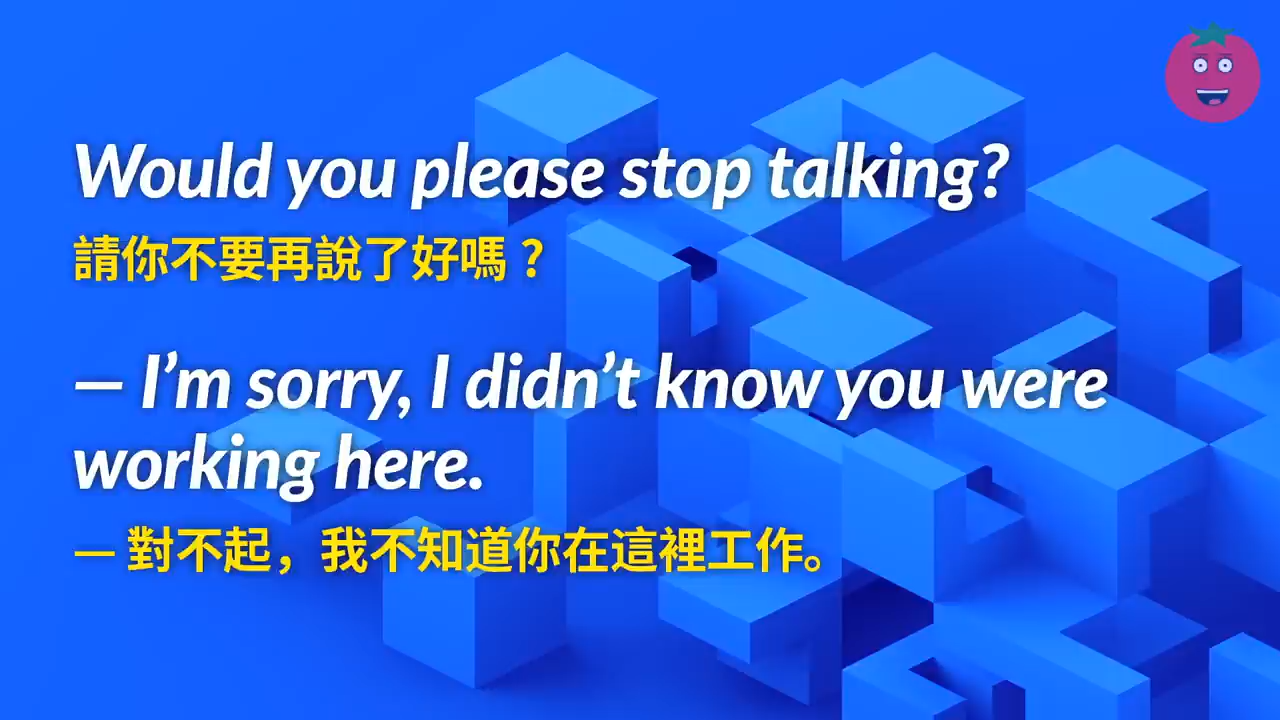 Would you please stop talking?
請你不要再說了好嗎？
— I’m sorry, I didn’t know you were
working here.
— 對不起，我不知道你在這裡工作。